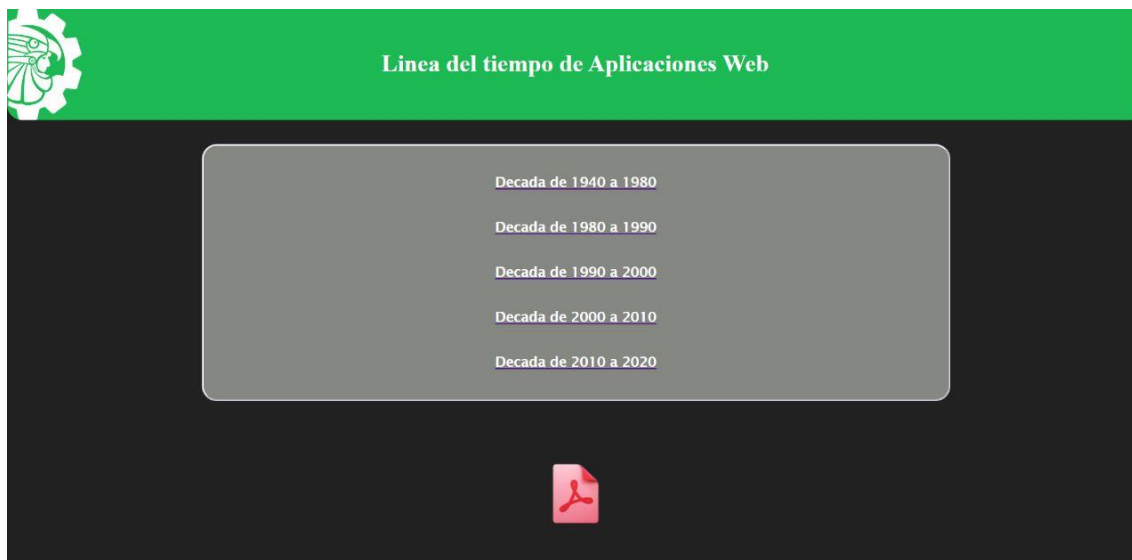 Linea del tiempo de Aplicaciones Web
Decada de 1940 a 1980
Decada de 1980 a 1990
Decada de 1990 a 2000
Decada de 2000 a 2010
Decada de 2010 a 2020